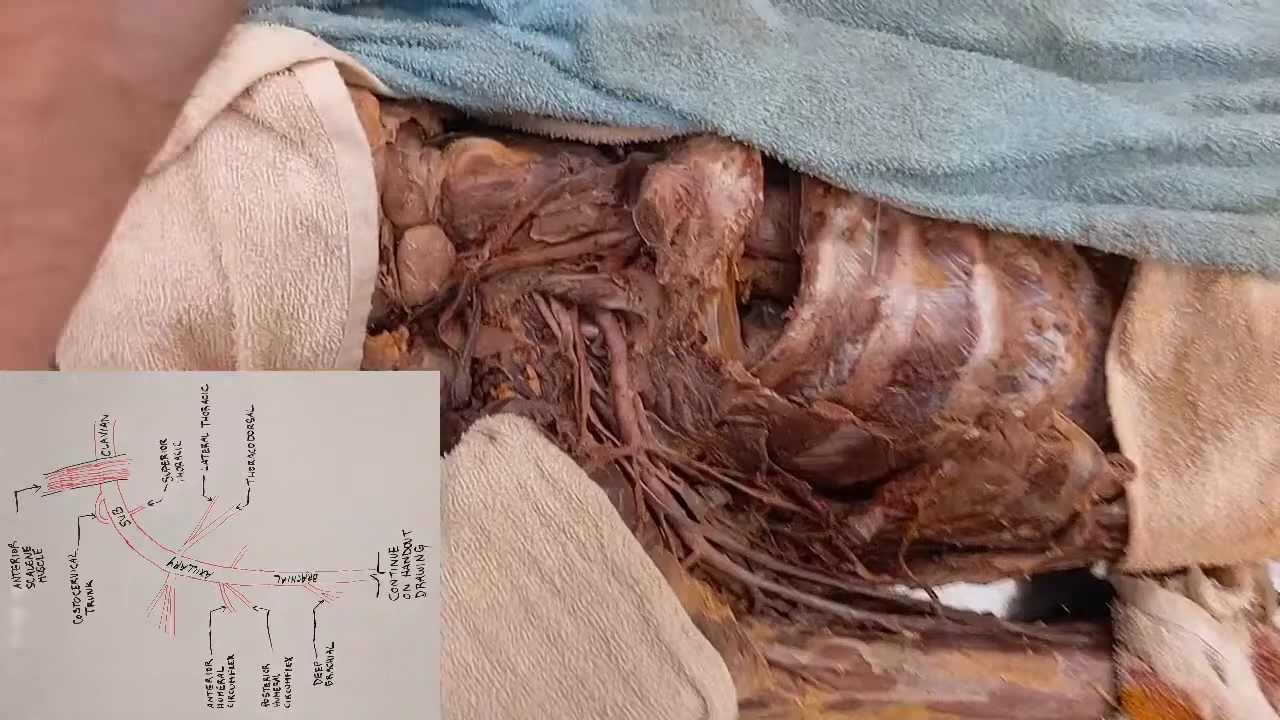 ANTERIOR
SCALENE
MUSCLE
COSTOCERVICAL
TRUNK
SUB
CLAVIAN
SUPERIOR
THORACIC
LATERAL THORACIC
THORACODORSAL
AXILLARY
BRACHIAL
ANTERIOR
HUMERAL
CIRCUMFLEX
POSTERIOR
HUMERAL
CIRCUMFLEX
DEEP
BRACHIAL
CONTINUE
ON HANDOUT
DRAWING